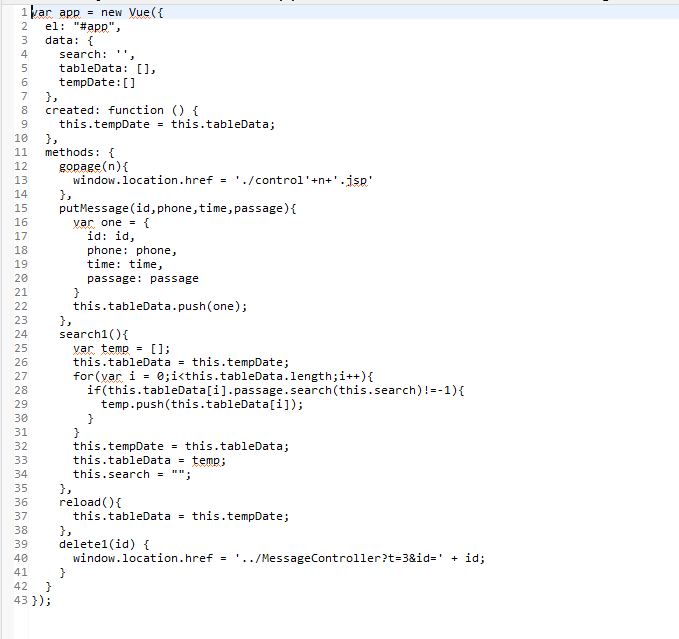 1 var app = new Vue({
2   el: "#app",
3   data: {
4     search: '',
5     tableData: [],
6     tempDate:[]
7   },
8   created: function () {
9     this.tempDate = this.tableData;
10   },
11   methods: {
12     gopage(n){
13       window.location.href = './control'+n+'.jsp'
14     },
15     putMessage(id,phone,time,passage){
16       var one = {
17         id: id,
18         phone: phone,
19         time: time,
20         passage: passage
21       }
22       this.tableData.push(one);
23     },
24     search1(){
25       var temp = [];
26       this.tableData = this.tempDate;
27       for(var i = 0;i<this.tableData.length;i++){
28         if(this.tableData[i].passage.search(this.search)!=-1){
29           temp.push(this.tableData[i]);
30         }
31       }
32       this.tempDate = this.tableData;
33       this.tableData = temp;
34       this.search = "";
35     },
36     reload(){
37       this.tableData = this.tempDate;
38     },
39     delete1(id) {
40       window.location.href = '../MessageController?t=3&id=' + id;
41     }
42   }
43 });